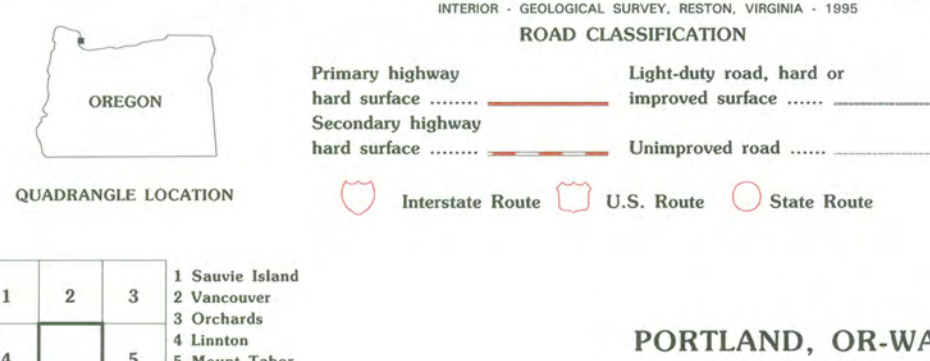 INTERIOR - GEOLOGICAL SURVEY, RESTON, VIRGINIA - 1995
ROAD CLASSIFICATION
Primary highway
hard surface ........
Light-duty road, hard or
improved surface ......
Secondary highway
hard surface ........
Unimproved road ......
Interstate Route
U.S. Route
State Route
OREGON
QUADRANGLE LOCATION
1 2 3
4 5
1 Sauvie Island
2 Vancouver
3 Orchards
4 Linnton
5 Mount Tabor
PORTLAND, OR-WA